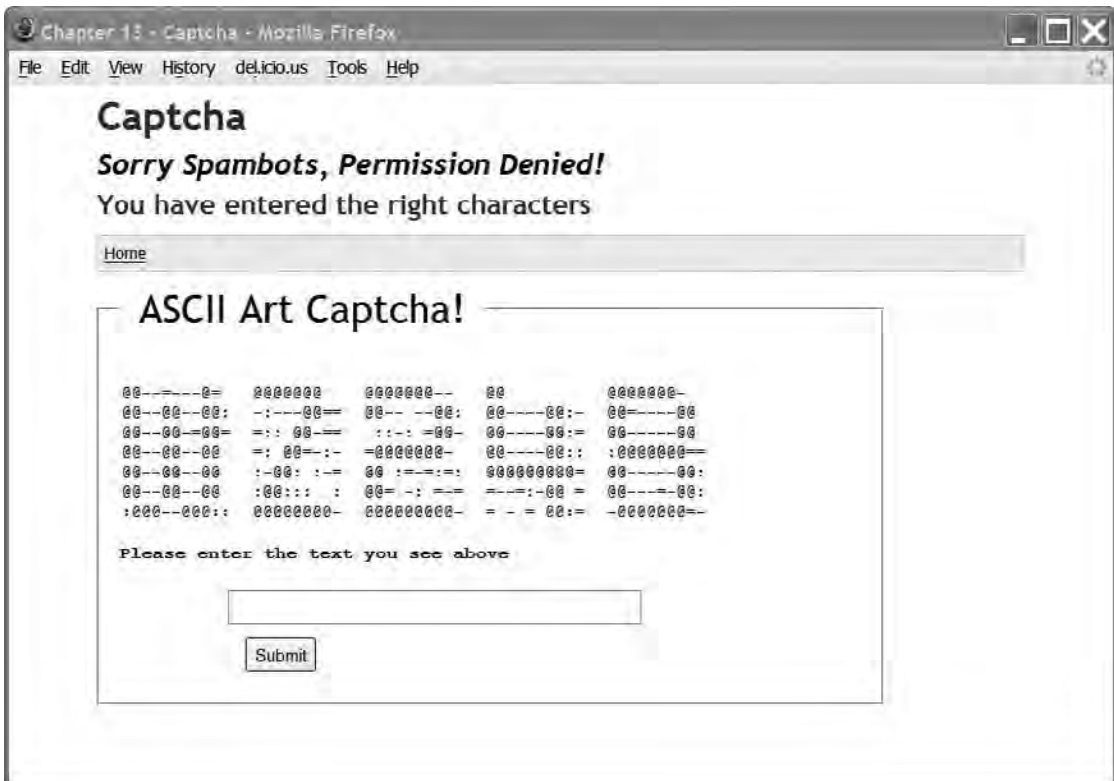 Chapter 13 - Captcha - Mozilla Firefox
File Edit View History del.icio.us Tools Help
Captcha
Sorry Spambots, Permission Denied!
You have entered the right characters
Home
ASCII Art Captcha!
@@--=---@= @@@@@@@ @@@@@@@-- @@ @@@@@@@-
@@--@@--@@: -:---@@== @@-- --@@: @@----@@:- @@=----@@
@@--@@-=@@= =:: @@-== ::-: =@@- @@----@@:= @@-----@@
@@--@@--@@ =: @@=-:- =@@@@@@@- @@----@@:: :@@@@@@@==
@@--@@--@@ :-@@: :-= @@ :=-=:=: @@@@@@@@@= @@-----@@:
@@--@@--@@ :@@::: : @@= -: =-= =--=:-@@ = @@---=-@@:
:@@@--@@@:: @@@@@@@@- @@@@@@@@@- = - = @@:= -@@@@@@@=-
Please enter the text you see above
Submit